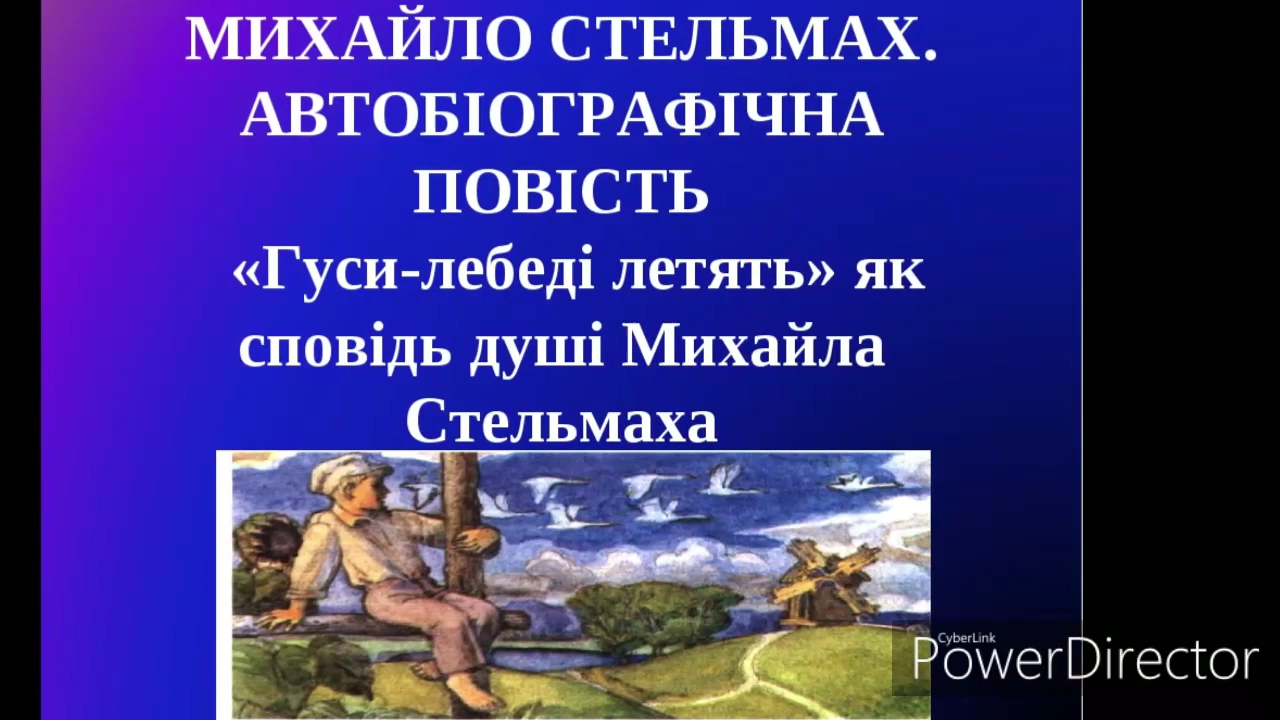 МИХАЙЛО СТЕЛЬМАХ.
АВТОБІОГРАФІЧНА
ПОВІСТЬ
«Гуси-лебеді летять» як
сповідь душі Михайла
Стельмаха
CyberLink
PowerDirector